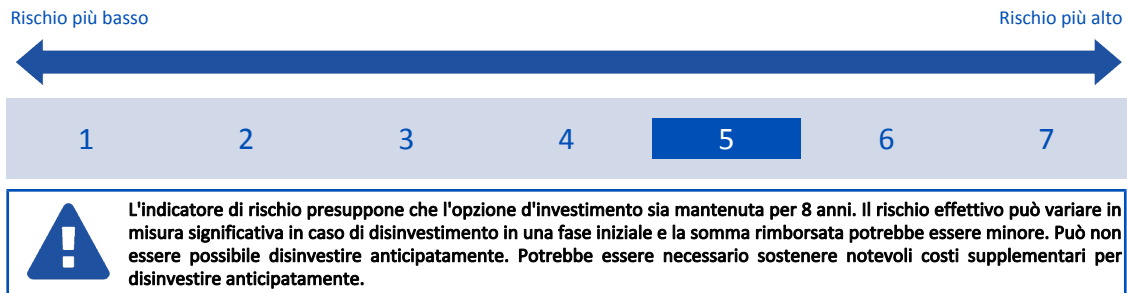 Rischio più basso Rischio più alto
1 2 3 4 5 6 7
L'indicatore di rischio presuppone che l'opzione d'investimento sia mantenuta per 8 anni. Il rischio effettivo può variare in
misura significativa in caso di disinvestimento in una fase iniziale e la somma rimborsata potrebbe essere minore. Può non
essere possibile disinvestire anticipatamente. Potrebbe essere necessario sostenere notevoli costi supplementari per
disinvestire anticipatamente.